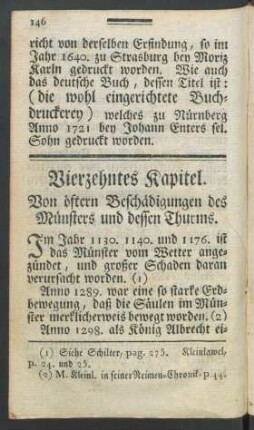 146
richt von derselben Erfindung, so im
Jahr 1640. zu Strasburg bey Moriz
Karln gedruckt worden. Wie auch
das deutsche Buch, dessen Titel ist:
(die wohl eingerichtete Buch-
druckerey) welches zu Nürnberg
Anno 1721 bey Johann Enters sel.
Sohn gedruckt worden.
Vierzehntes Kapitel.
Von öftern Beschädigungen des
Münsters und dessen Thurms.
Im Jahr 1130. 1140. und 1176. ist
das Münster vom Wetter ange-
zündet, und großer Schaden daran
verursacht worden. (1)
Anno 1289. war eine so starke Erd-
bewegung, daß die Säulen im Mün-
ster merklicherweis bewegt worden. (2)
Anno 1298. als König Albrecht ei-
(1) Siehe Schilter, pag. 275. Kleinlawel,
p. 24. und 25.
(2) M. Kleinl. in seiner Reimen-Chronik, p 44.